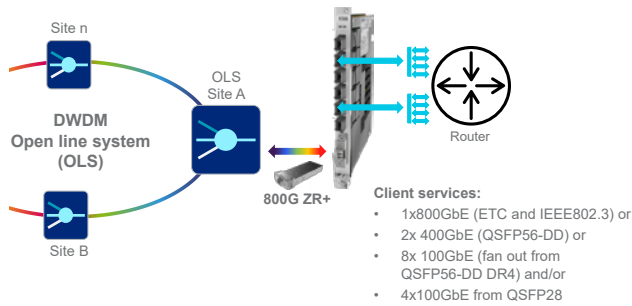 Site n
OLS
Site A
DWDM
Open line system
(OLS)
Router
800G ZR+
Site B
Client services:
• 1x800GbE (ETC and IEEE802.3) or
• 2x 400GbE (QSFP56-DD) or
• 8x 100GbE (fan out from
QSFP56-DD DR4) and/or
• 4x100GbE from QSFP28